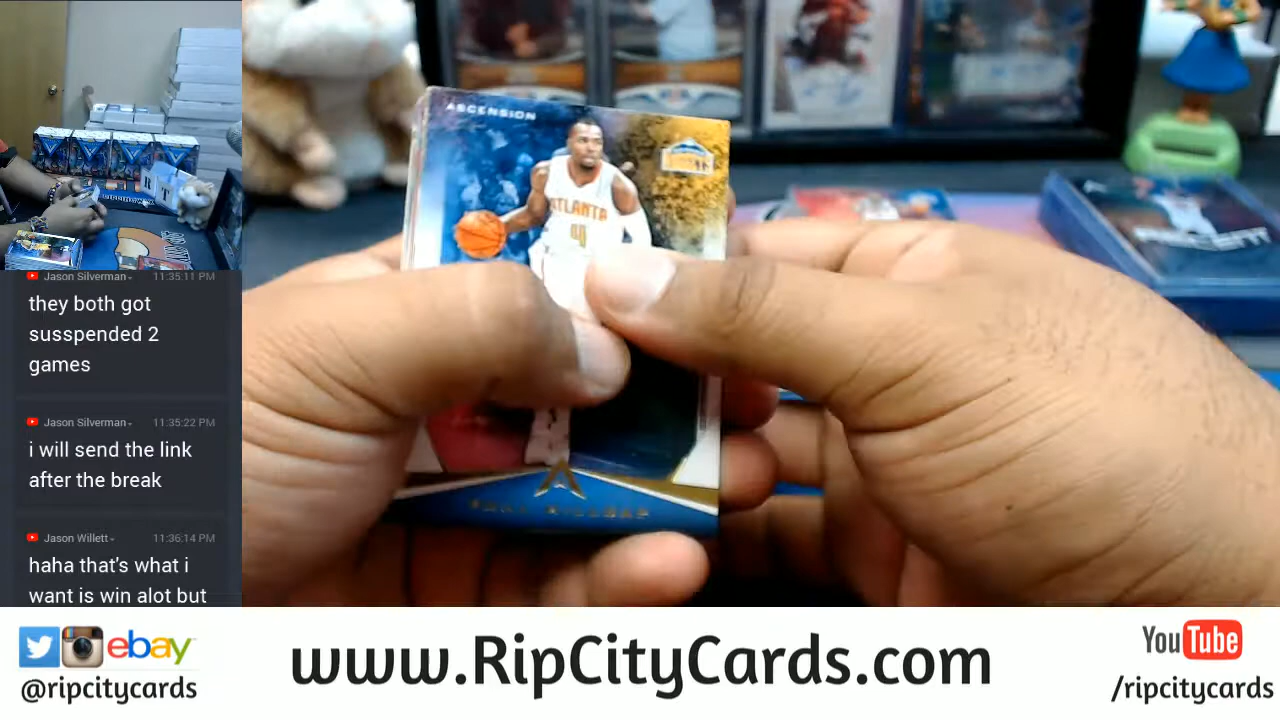 Jason Silverman 11:35:11 PM
they both got
susspended 2
games
Jason Silverman 11:35:22 PM
i will send the link
after the break
Jason Willett 11:36:14 PM
haha that's what i
want is win alot but
ASCENSION
ATLANTA
PAUL MILLSAP
ebay
@ripcitycards
www.RipCityCards.com
YouTube
/ripcitycards